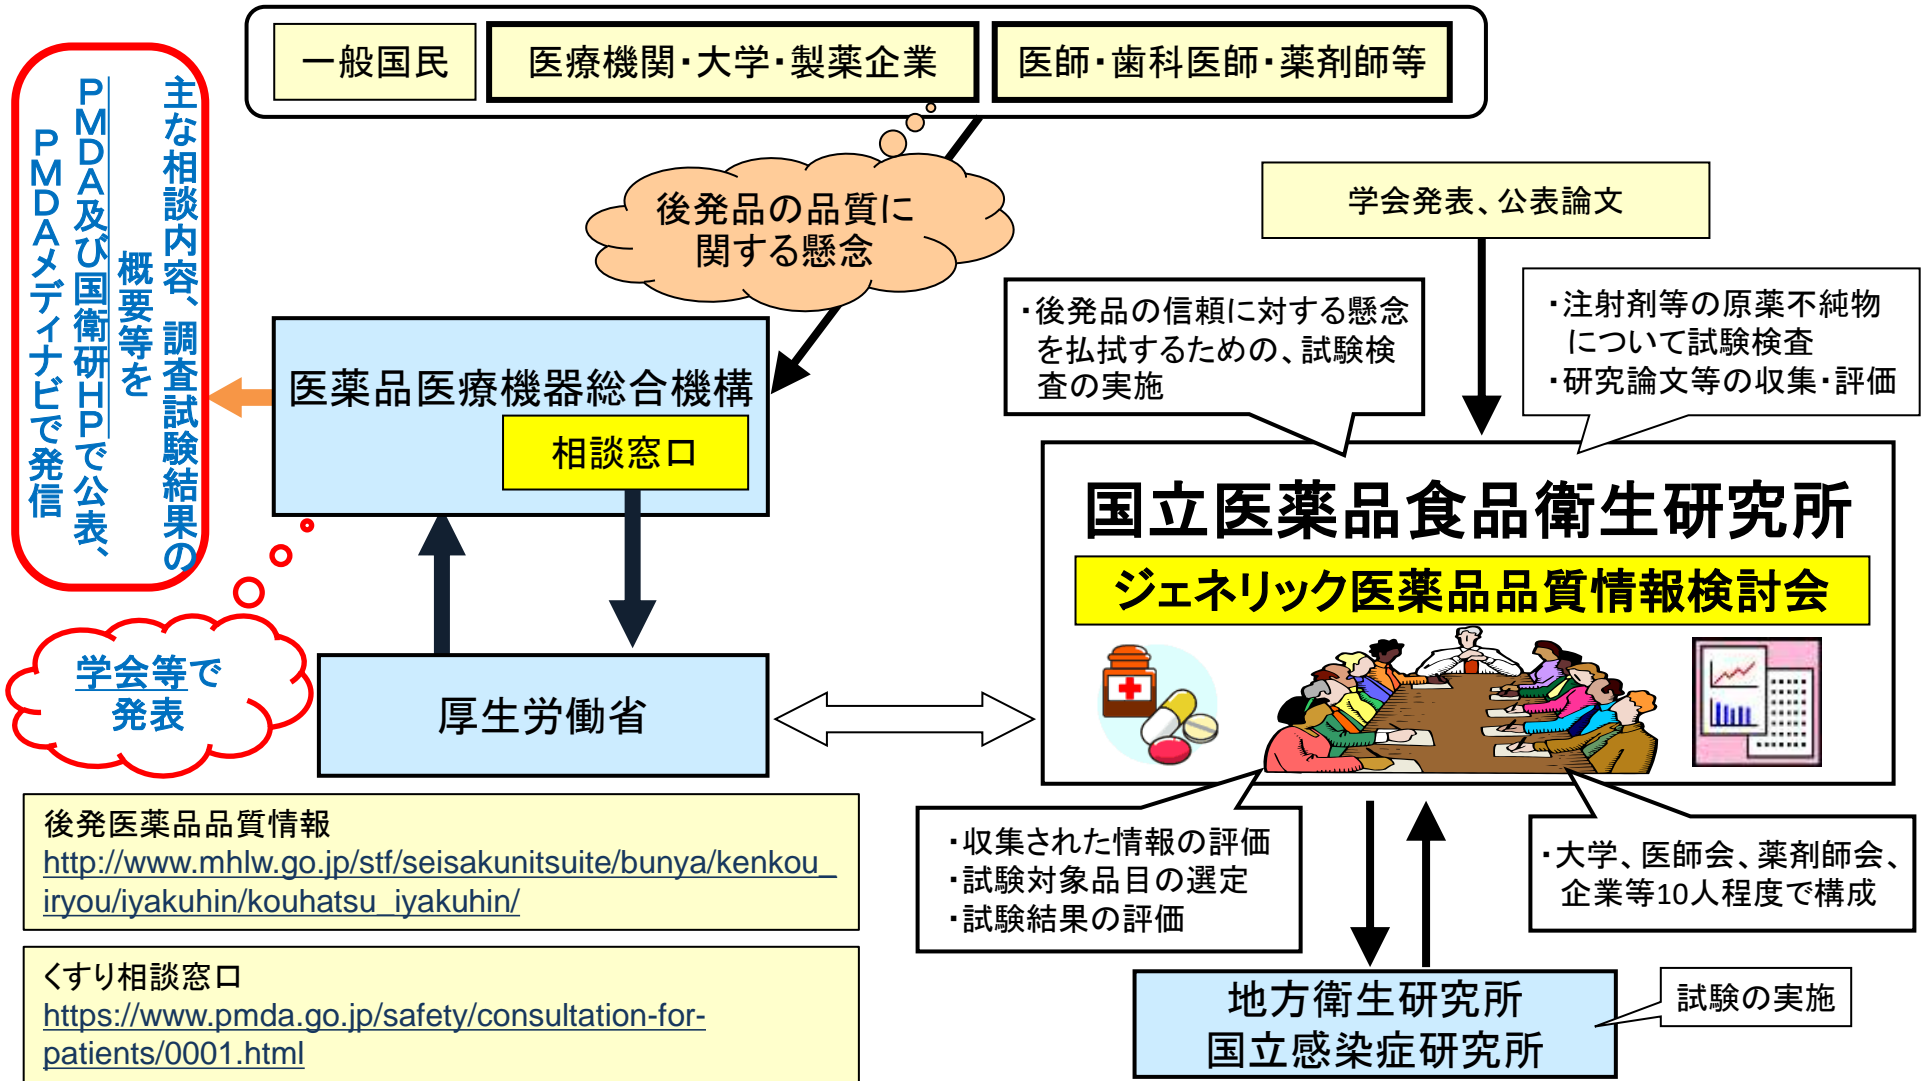 一般国民
医療機関・大学・製薬企業
医師・歯科医師・薬剤師等
主な相談内容、調査試験結果の
概要等を
ＰＭＤＡ及び国衛研ＨＰで公表、
ＰＭＤＡメディナビで発信
後発品の品質に
関する懸念
学会発表、公表論文
・後発品の信頼に対する懸念
を払拭するための、試験検
査の実施
・注射剤等の原薬不純物
について試験検査
・研究論文等の収集・評価
医薬品医療機器総合機構
相談窓口
国立医薬品食品衛生研究所
ジェネリック医薬品品質情報検討会
学会等で
発表
厚生労働省
後発医薬品品質情報
http://www.mhlw.go.jp/stf/seisakunitsuite/bunya/kenkou_
iryou/iyakuhin/kouhatsu_iyakuhin/
くすり相談窓口
https://www.pmda.go.jp/safety/consultation-for-
patients/0001.html
・収集された情報の評価
・試験対象品目の選定
・試験結果の評価
・大学、医師会、薬剤師会、
企業等10人程度で構成
地方衛生研究所
国立感染症研究所
試験の実施